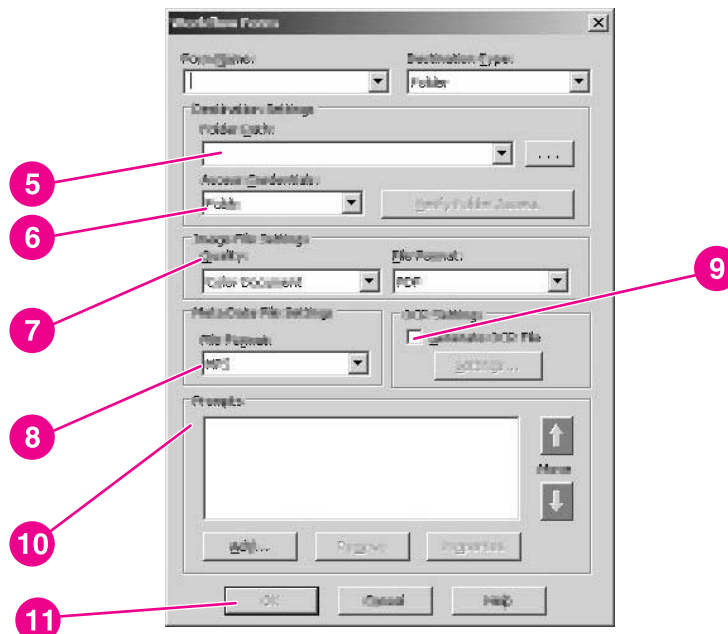 Workflow Form
Form Name:
Destination Type:
Folder
Destination Settings
Folder Path:
...
5
Access Credentials:
Public
Verify Folder Access
6
Image File Settings
Quality:
File Format:
9
Color Document
PDF
7
Meta-Data File Settings
OCR Settings
File Format:
Generate OCR File
HPS
Settings...
8
Prompts
Move
10
Add...
Remove
Properties
OK
Cancel
Help
11